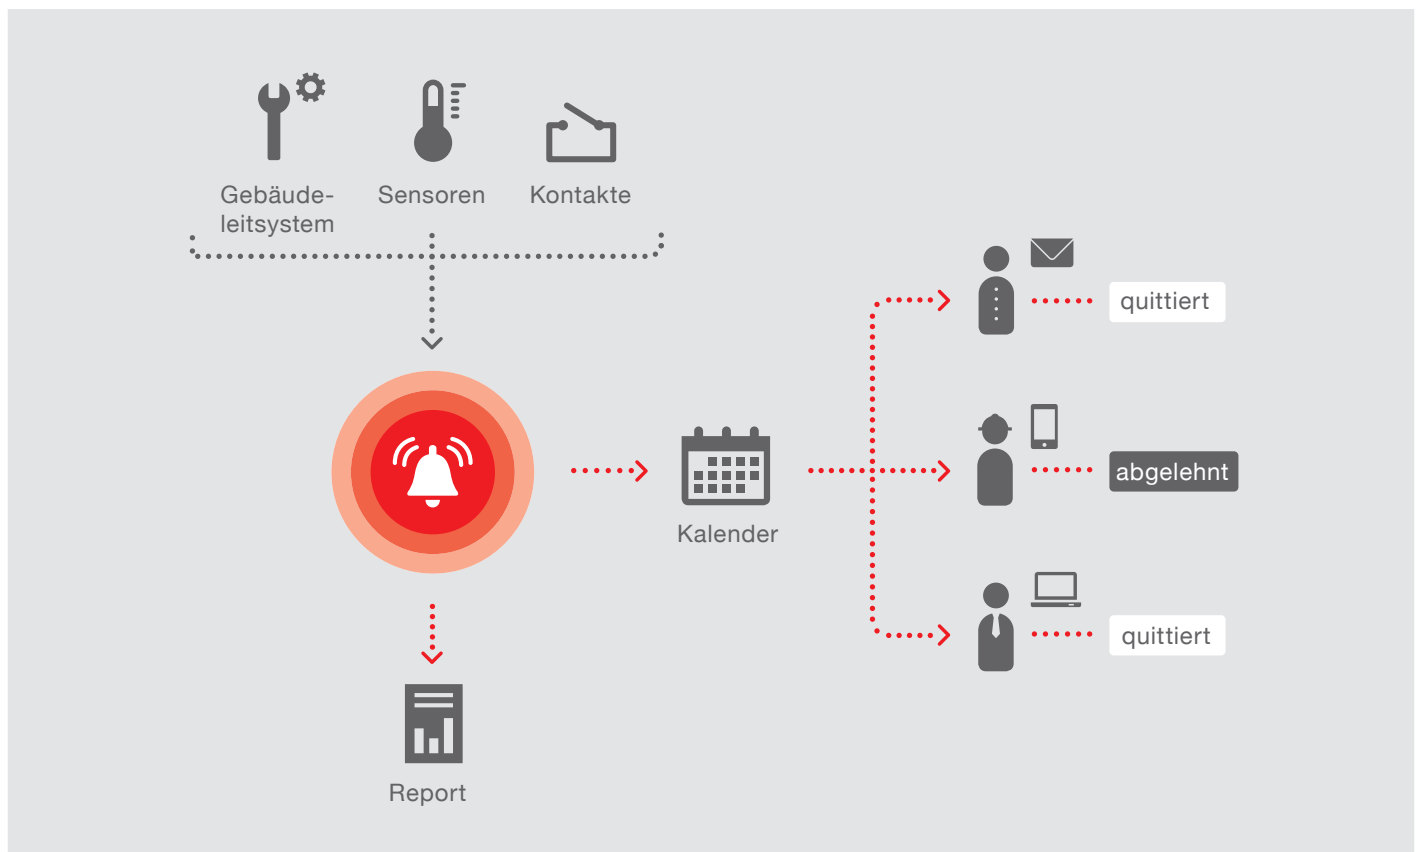 Gebäude-
leitsystem
Sensoren
Kontakte
quittiert
abgelehnt
Kalender
quittiert
Report